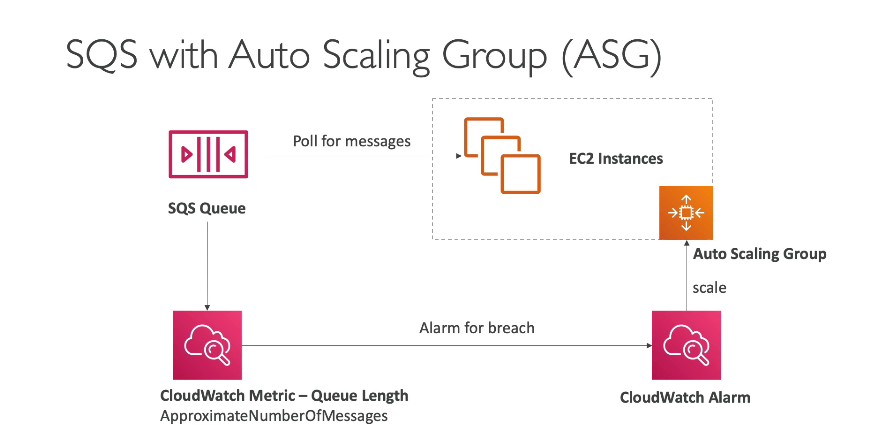 SQS with Auto Scaling Group (ASG)
Poll for messages
EC2 Instances
SQS Queue
Auto Scaling Group
scale
Alarm for breach
CloudWatch Metric – Queue Length
ApproximateNumberOfMessages
CloudWatch Alarm